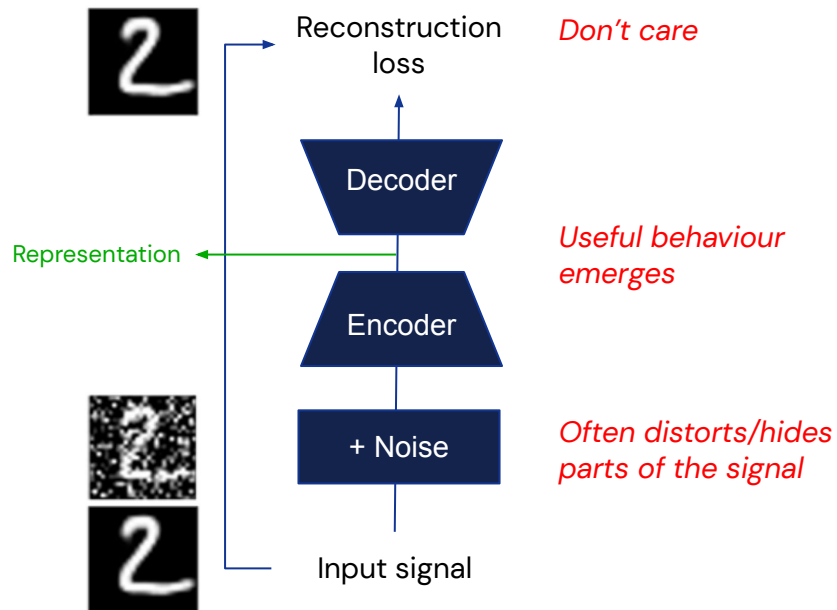 Reconstruction
loss
Don't care
Decoder
Representation
Useful behaviour
emerges
Encoder
+ Noise
Often distorts/hides
parts of the signal
Input signal